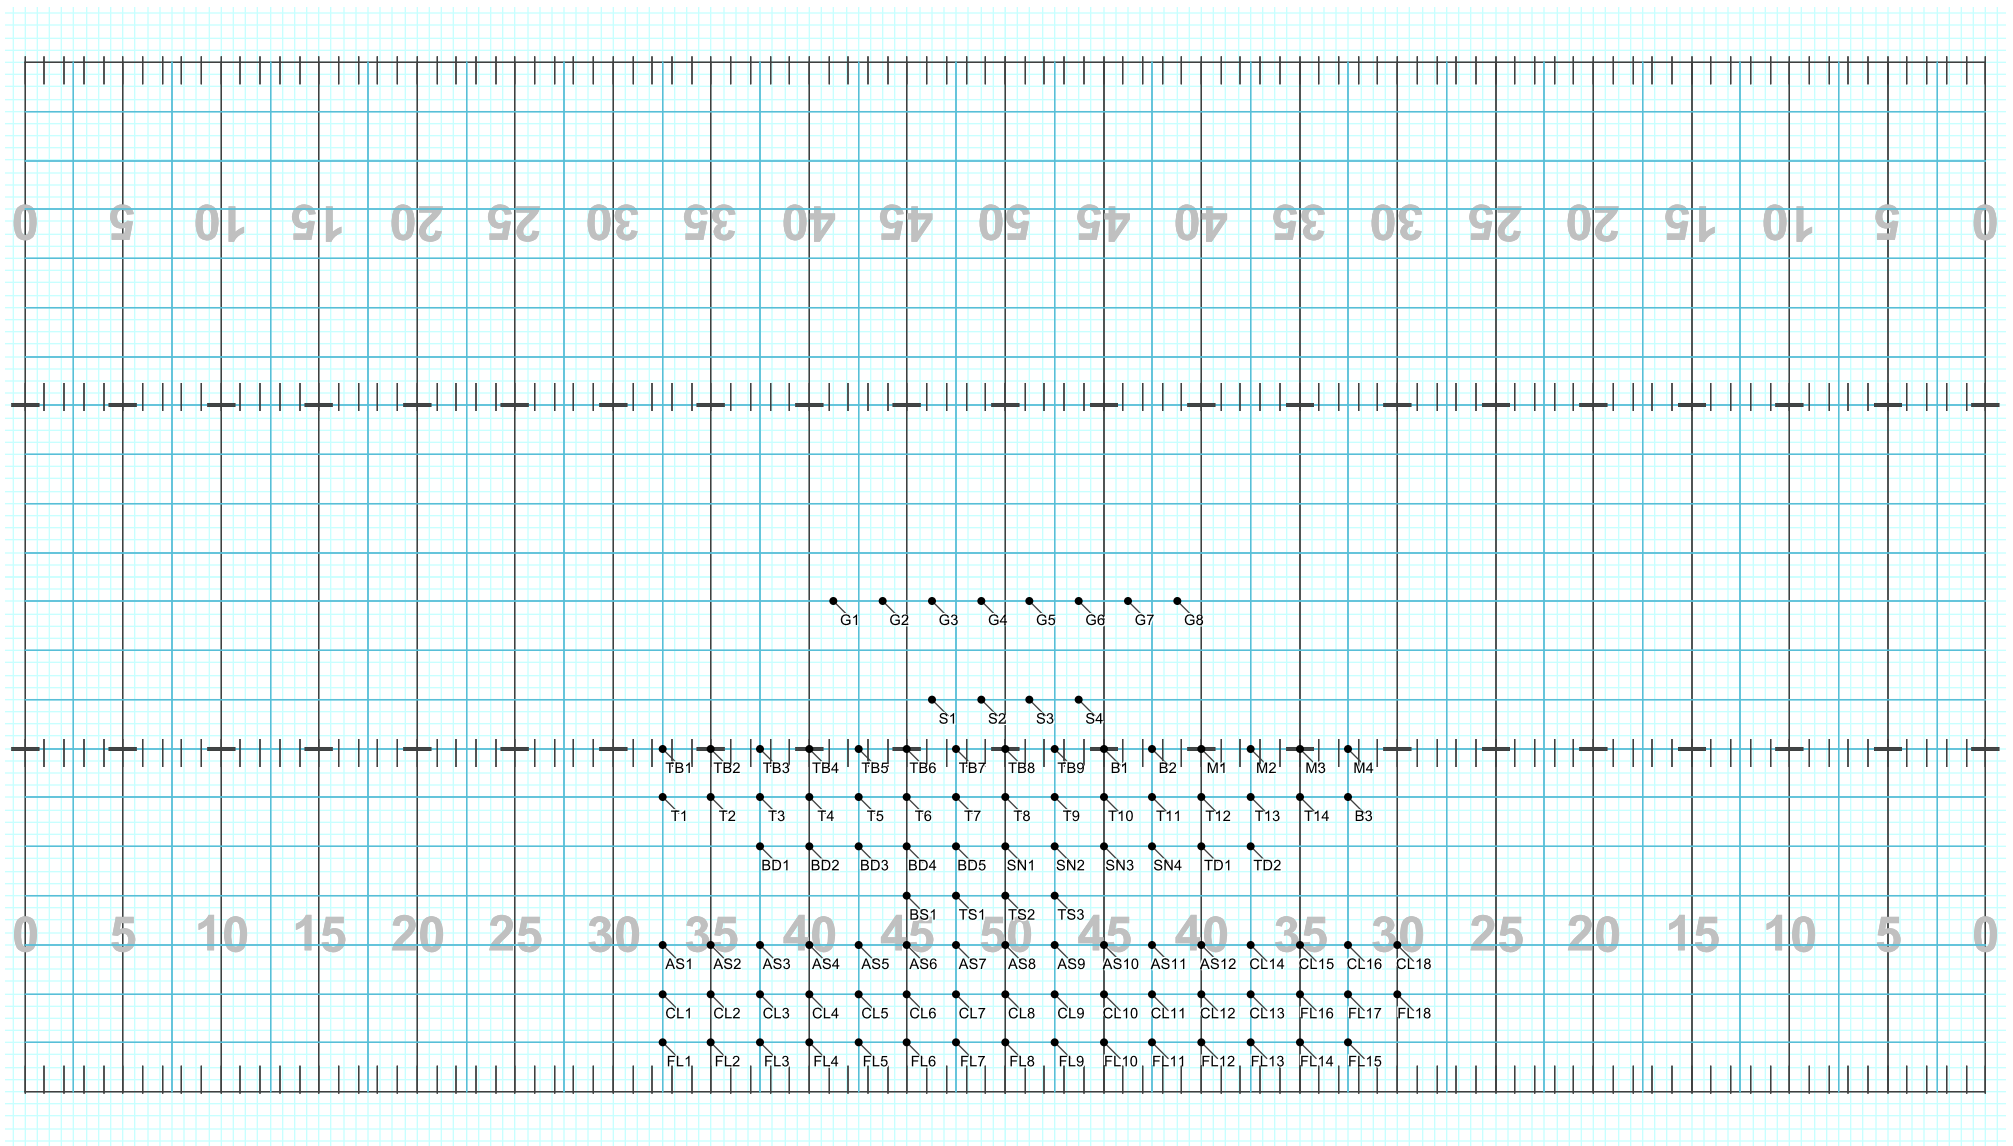 0 5 10 15 20 25 30 35 40 45 50 45 40 35 30 25 20 15 10 5 0
G1 G2 G3 G4 G5 G6 G7 G8
S1 S2 S3 S4
TB1 TB2 TB3 TB4 TB5 TB6 TB7 TB8 TB9 B1 B2 M1 M2 M3 M4
T1 T2 T3 T4 T5 T6 T7 T8 T9 T10 T11 T12 T13 T14 B3
BD1 BD2 BD3 BD4 BD5 SN1 SN2 SN3 SN4 TD1 TD2
BS1 TS1 TS2 TS3
0 5 10 15 20 25 30 35 40 45 50 45 40 35 30 25 20 15 10 5 0
AS1 AS2 AS3 AS4 AS5 AS6 AS7 AS8 AS9 AS10 AS11 AS12 CL14 CL15 CL16 CL18
CL1 CL2 CL3 CL4 CL5 CL6 CL7 CL8 CL9 CL10 CL11 CL12 CL13 FL16 FL17 FL18
FL1 FL2 FL3 FL4 FL5 FL6 FL7 FL8 FL9 FL10 FL11 FL12 FL13 FL14 FL15